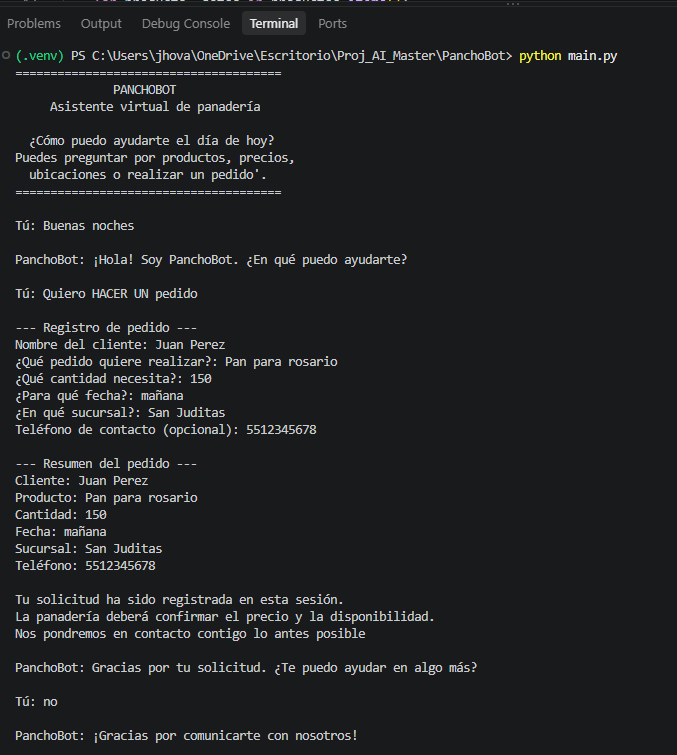 Problems Output Debug Console Terminal Ports
(.venv) PS C:\Users\jhova\OneDrive\Escritorio\Proj_AI_Master\PanchoBot> python main.py
======================================
PANCHOBOT
Asistente virtual de panadería
¿Cómo puedo ayudarte el día de hoy?
Puedes preguntar por productos, precios,
ubicaciones o realizar un pedido'.
======================================
Tú: Buenas noches
PanchoBot: ¡Hola! Soy PanchoBot. ¿En qué puedo ayudarte?
Tú: Quiero HACER UN pedido
--- Registro de pedido ---
Nombre del cliente: Juan Perez
¿Qué pedido quiere realizar?: Pan para rosario
¿Qué cantidad necesita?: 150
¿Para qué fecha?: mañana
¿En qué sucursal?: San Juditas
Teléfono de contacto (opcional): 5512345678
--- Resumen del pedido ---
Cliente: Juan Perez
Producto: Pan para rosario
Cantidad: 150
Fecha: mañana
Sucursal: San Juditas
Teléfono: 5512345678
Tu solicitud ha sido registrada en esta sesión.
La panadería deberá confirmar el precio y la disponibilidad.
Nos pondremos en contacto contigo lo antes posible
PanchoBot: Gracias por tu solicitud. ¿Te puedo ayudar en algo más?
Tú: no
PanchoBot: ¡Gracias por comunicarte con nosotros!